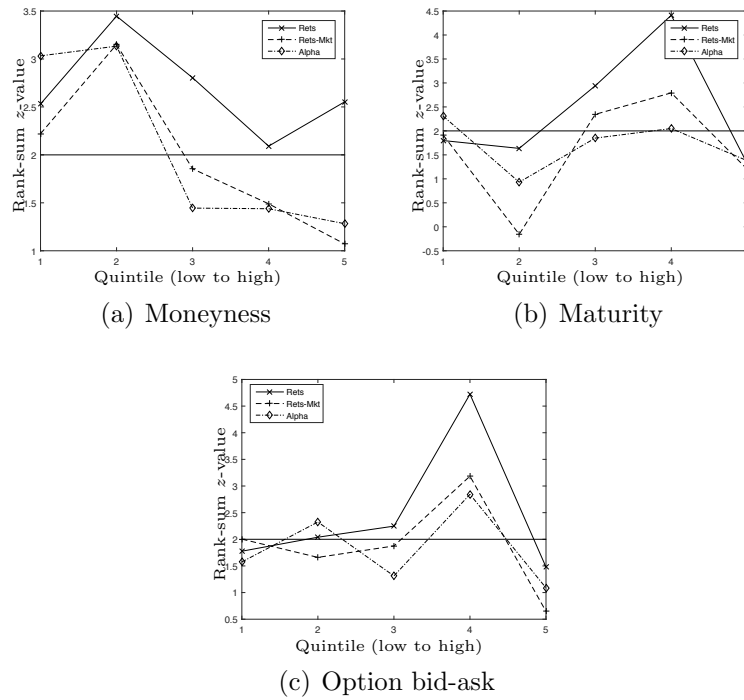 3.5
3
2.5
2
1.5
1
Rank-sum z-value
Rets
Rets-Mkt
Alpha
1 2 3 4 5
Quintile (low to high)
(a) Moneyness
4.5
4
3.5
3
2.5
2
1.5
1
0.5
0
-0.5
Rank-sum z-value
Rets
Rets-Mkt
Alpha
1 2 3 4 5
Quintile (low to high)
(b) Maturity
5
4.5
4
3.5
3
2.5
2
1.5
1
0.5
Rank-sum z-value
Rets
Rets-Mkt
Alpha
1 2 3 4 5
Quintile (low to high)
(c) Option bid-ask